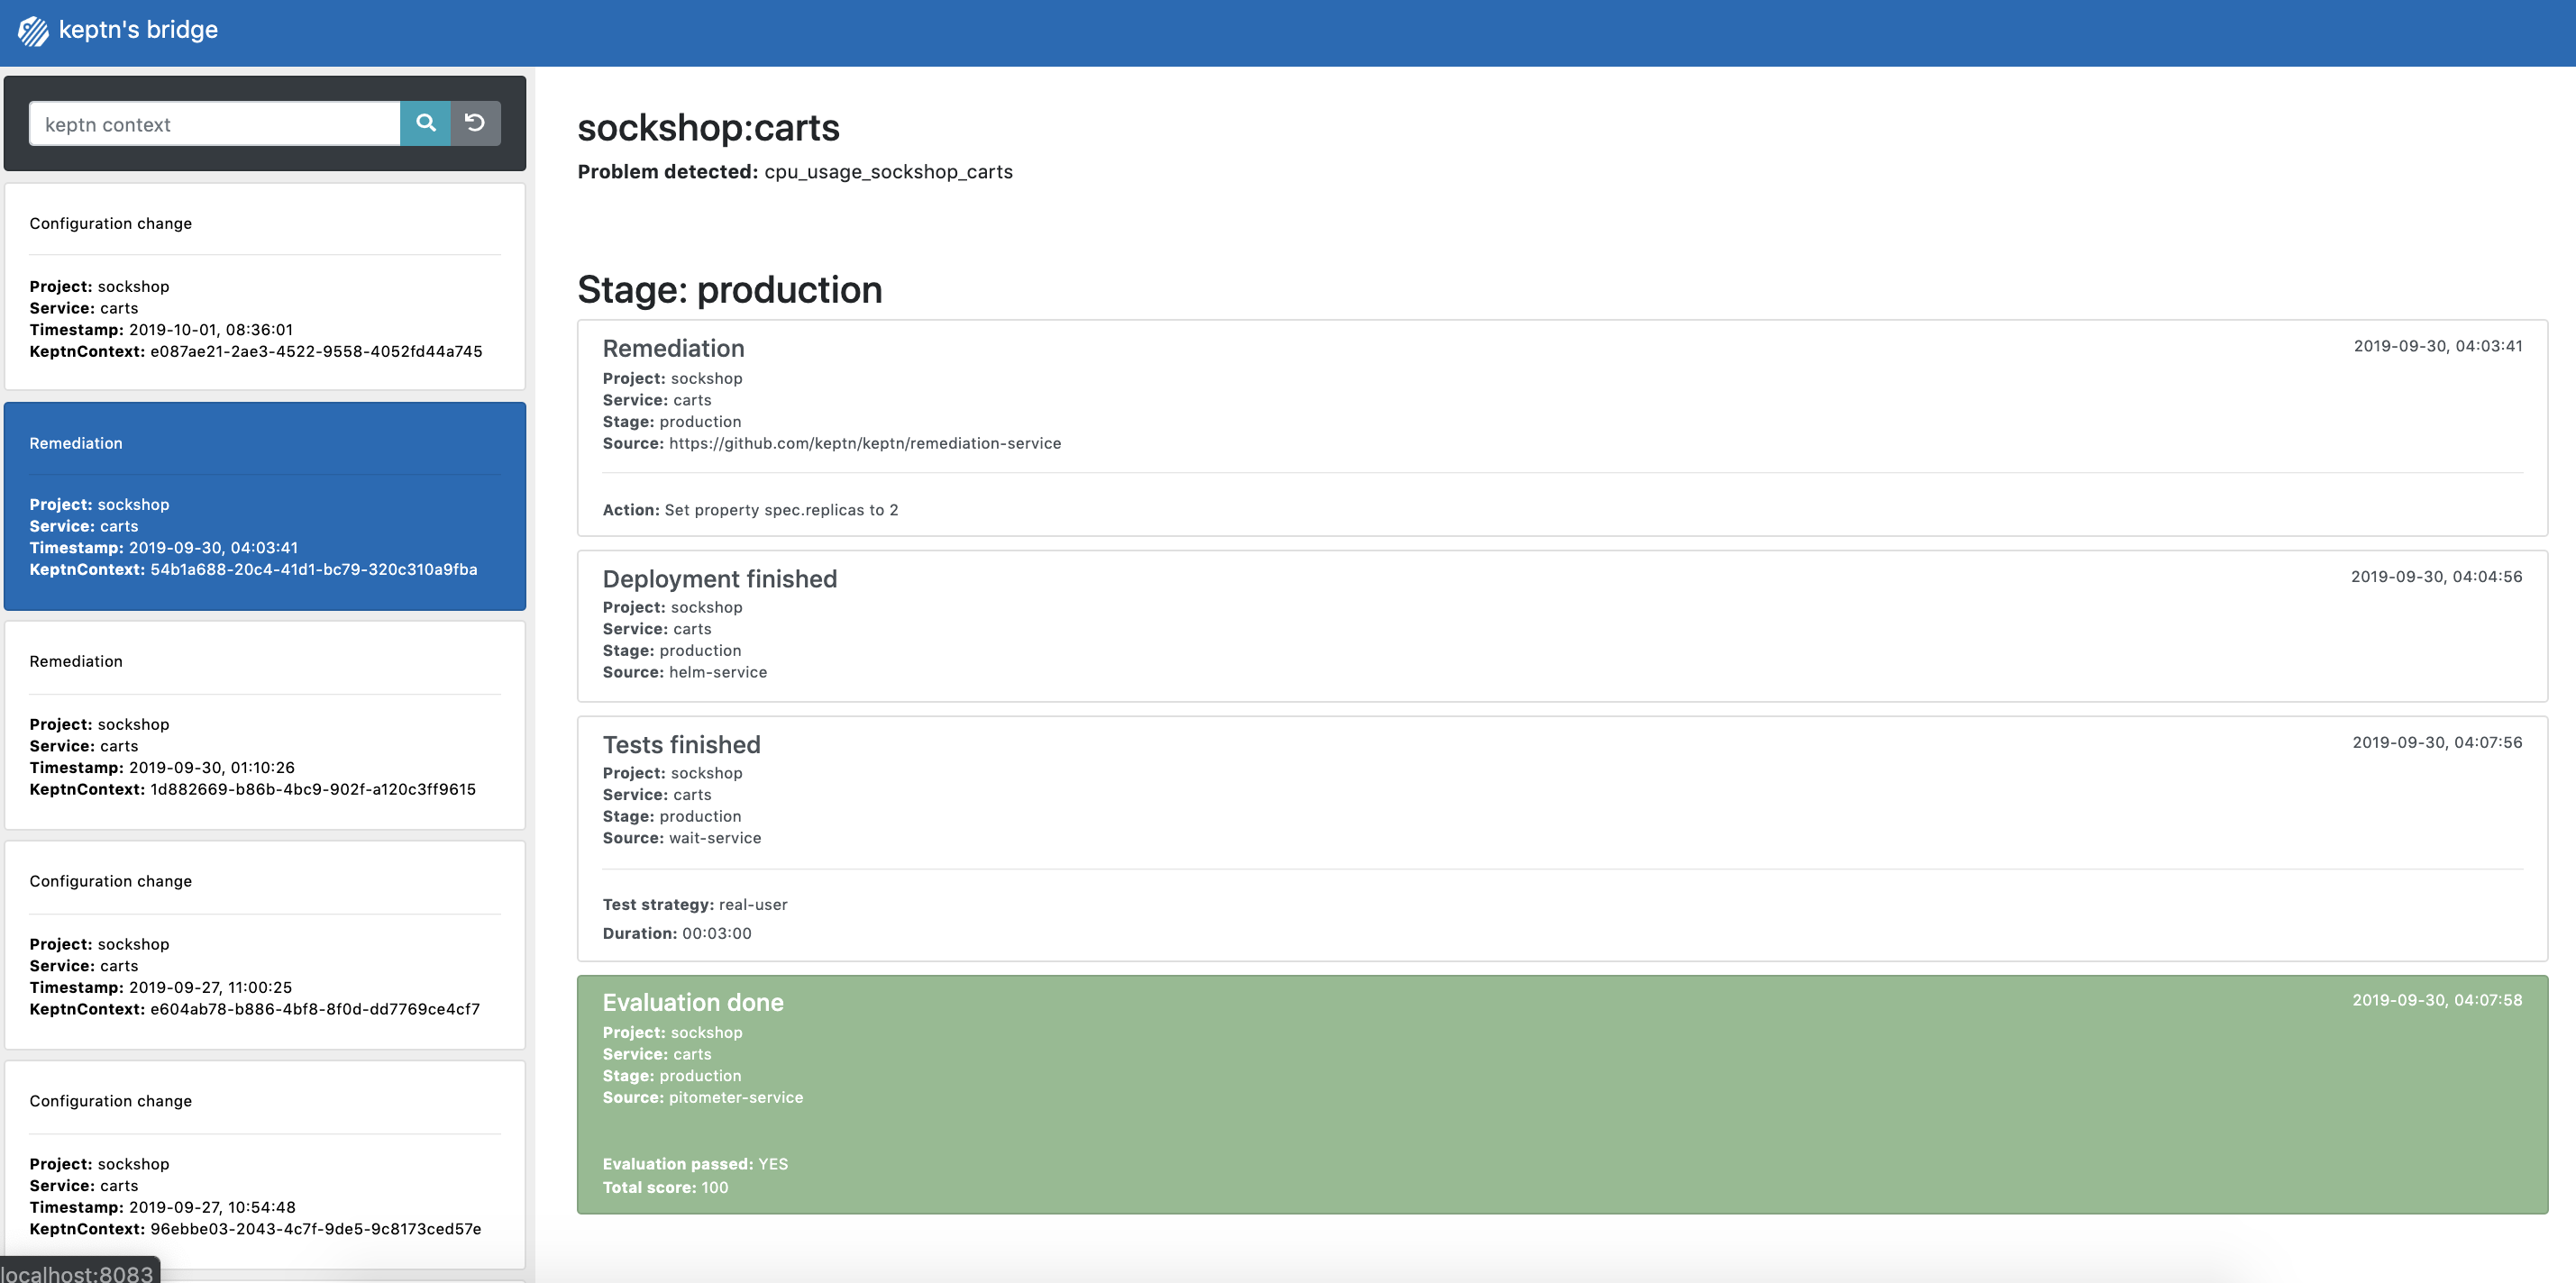 keptn's bridge
keptn context
Configuration change
Project: sockshop
Service: carts
Timestamp: 2019-10-01, 08:36:01
KeptnContext: e087ae21-2ae3-4522-9558-4052fd44a745
Remediation
Project: sockshop
Service: carts
Timestamp: 2019-09-30, 04:03:41
KeptnContext: 54b1a688-20c4-41d1-bc79-320c310a9fba
Remediation
Project: sockshop
Service: carts
Timestamp: 2019-09-30, 01:10:26
KeptnContext: 1d882669-b86b-4bc9-902f-a120c3ff9615
Configuration change
Project: sockshop
Service: carts
Timestamp: 2019-09-27, 11:00:25
KeptnContext: e604ab78-b886-4bf8-8f0d-dd7769ce4cf7
Configuration change
Project: sockshop
Service: carts
Timestamp: 2019-09-27, 10:54:48
KeptnContext: 96ebbe03-2043-4c7f-9de5-9c8173ced57e
localhost:8083
sockshop:carts
Problem detected: cpu_usage_sockshop_carts
Stage: production
Remediation 2019-09-30, 04:03:41
Project: sockshop
Service: carts
Stage: production
Source: https://github.com/keptn/keptn/remediation-service
Action: Set property spec.replicas to 2
Deployment finished 2019-09-30, 04:04:56
Project: sockshop
Service: carts
Stage: production
Source: helm-service
Tests finished 2019-09-30, 04:07:56
Project: sockshop
Service: carts
Stage: production
Source: wait-service
Test strategy: real-user
Duration: 00:03:00
Evaluation done 2019-09-30, 04:07:58
Project: sockshop
Service: carts
Stage: production
Source: pitometer-service
Evaluation passed: YES
Total score: 100